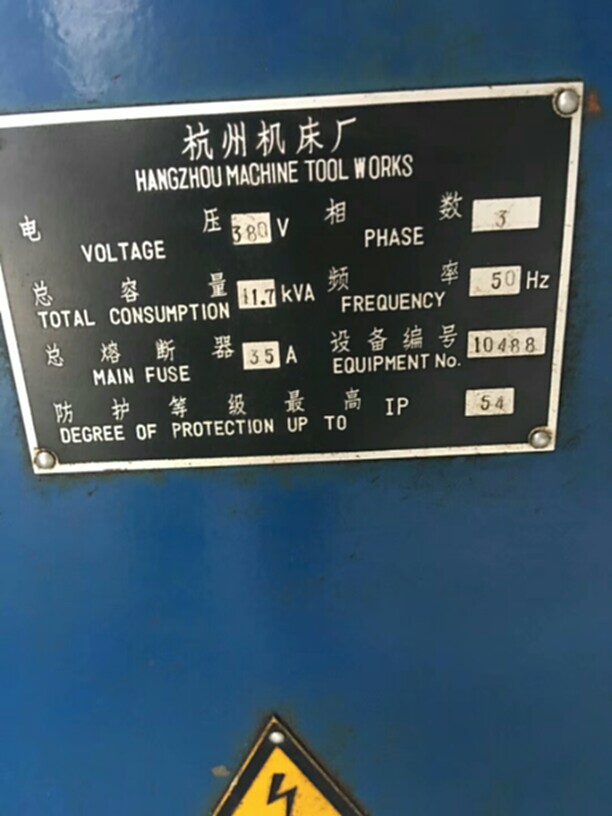 杭州机床厂
HANGZHOU MACHINE TOOL WORKS
电压 380 V 相数 3
VOLTAGE PHASE
总容量 11.7 kVA 频率 50 Hz
TOTAL CONSUMPTION FREQUENCY
总熔断器 35 A 设备编号 10488
MAIN FUSE EQUIPMENT No.
防护等级最高 IP 54
DEGREE OF PROTECTION UP TO